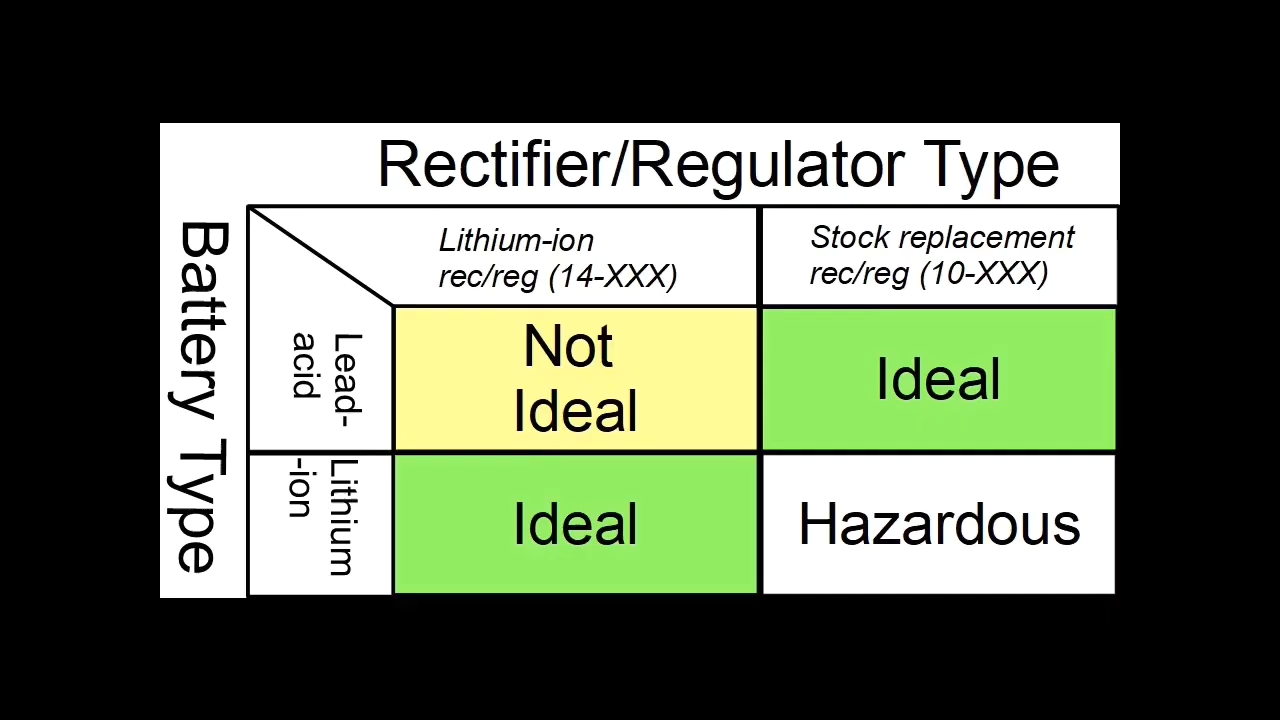 Rectifier/Regulator Type
Battery Type
Lithium-ion
rec/reg (14-XXX)
Stock replacement
rec/reg (10-XXX)
Lead-
acid
Not
Ideal
Ideal
Lithium
-ion
Ideal
Hazardous